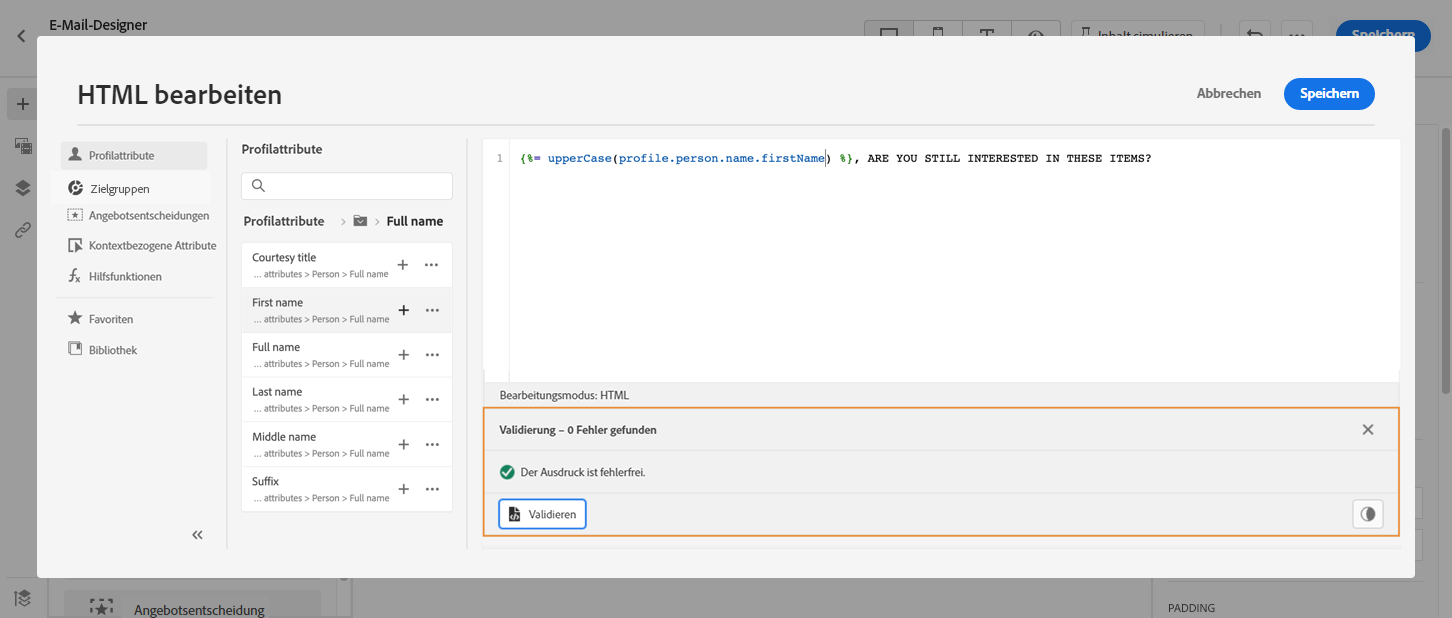 E-Mail-Designer
Inhalt simulieren
Speichern
HTML bearbeiten
Abbrechen
Speichern
Profilattribute
Zielgruppen
Angebotsentscheidungen
Kontextbezogene Attribute
Hilfsfunktionen
Favoriten
Bibliothek
Profilattribute
Profilattribute > > Full name
Courtesy title
... attributes > Person > Full name
First name
... attributes > Person > Full name
Full name
... attributes > Person > Full name
Last name
... attributes > Person > Full name
Middle name
... attributes > Person > Full name
Suffix
... attributes > Person > Full name
1 {%= upperCase(profile.person.name.firstName) %}, ARE YOU STILL INTERESTED IN THESE ITEMS?
Bearbeitungsmodus: HTML
Validierung – 0 Fehler gefunden
Der Ausdruck ist fehlerfrei.
Validieren
Angebotsentscheidung
PADDING